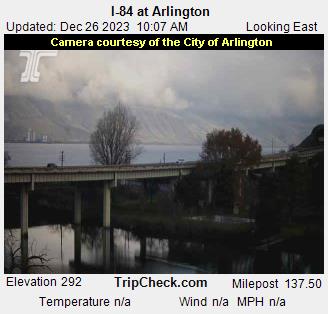 I-84 at Arlington
Updated: Dec 26 2023 10:07 AM Looking East
Camera courtesy of the City of Arlington
Elevation 292 TripCheck.com Milepost 137.50
Temperature n/a Wind n/a MPH n/a